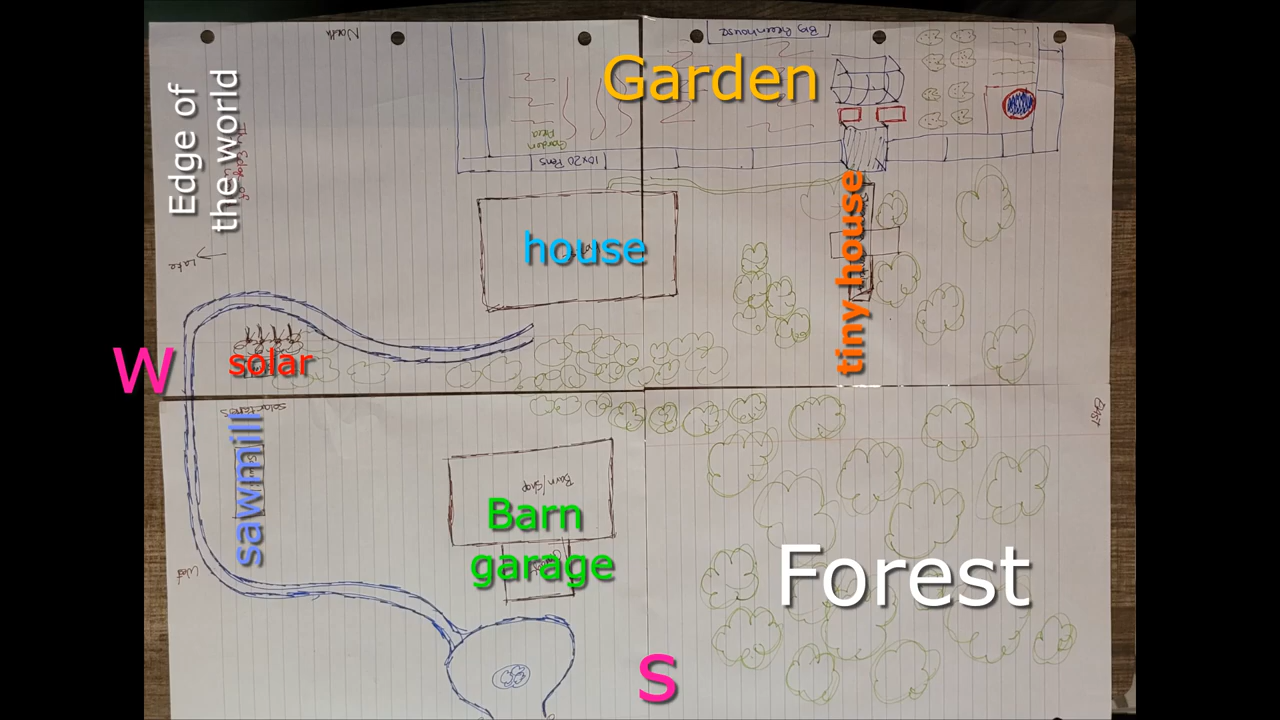 North
Big Greenhouse
Garden
Edge of
the world
Garden
Area
10x20 Pens
house
tiny house
Lake
W
solar
East
sawmill
Barn/Shop
Barn
garage
Forest
West
S